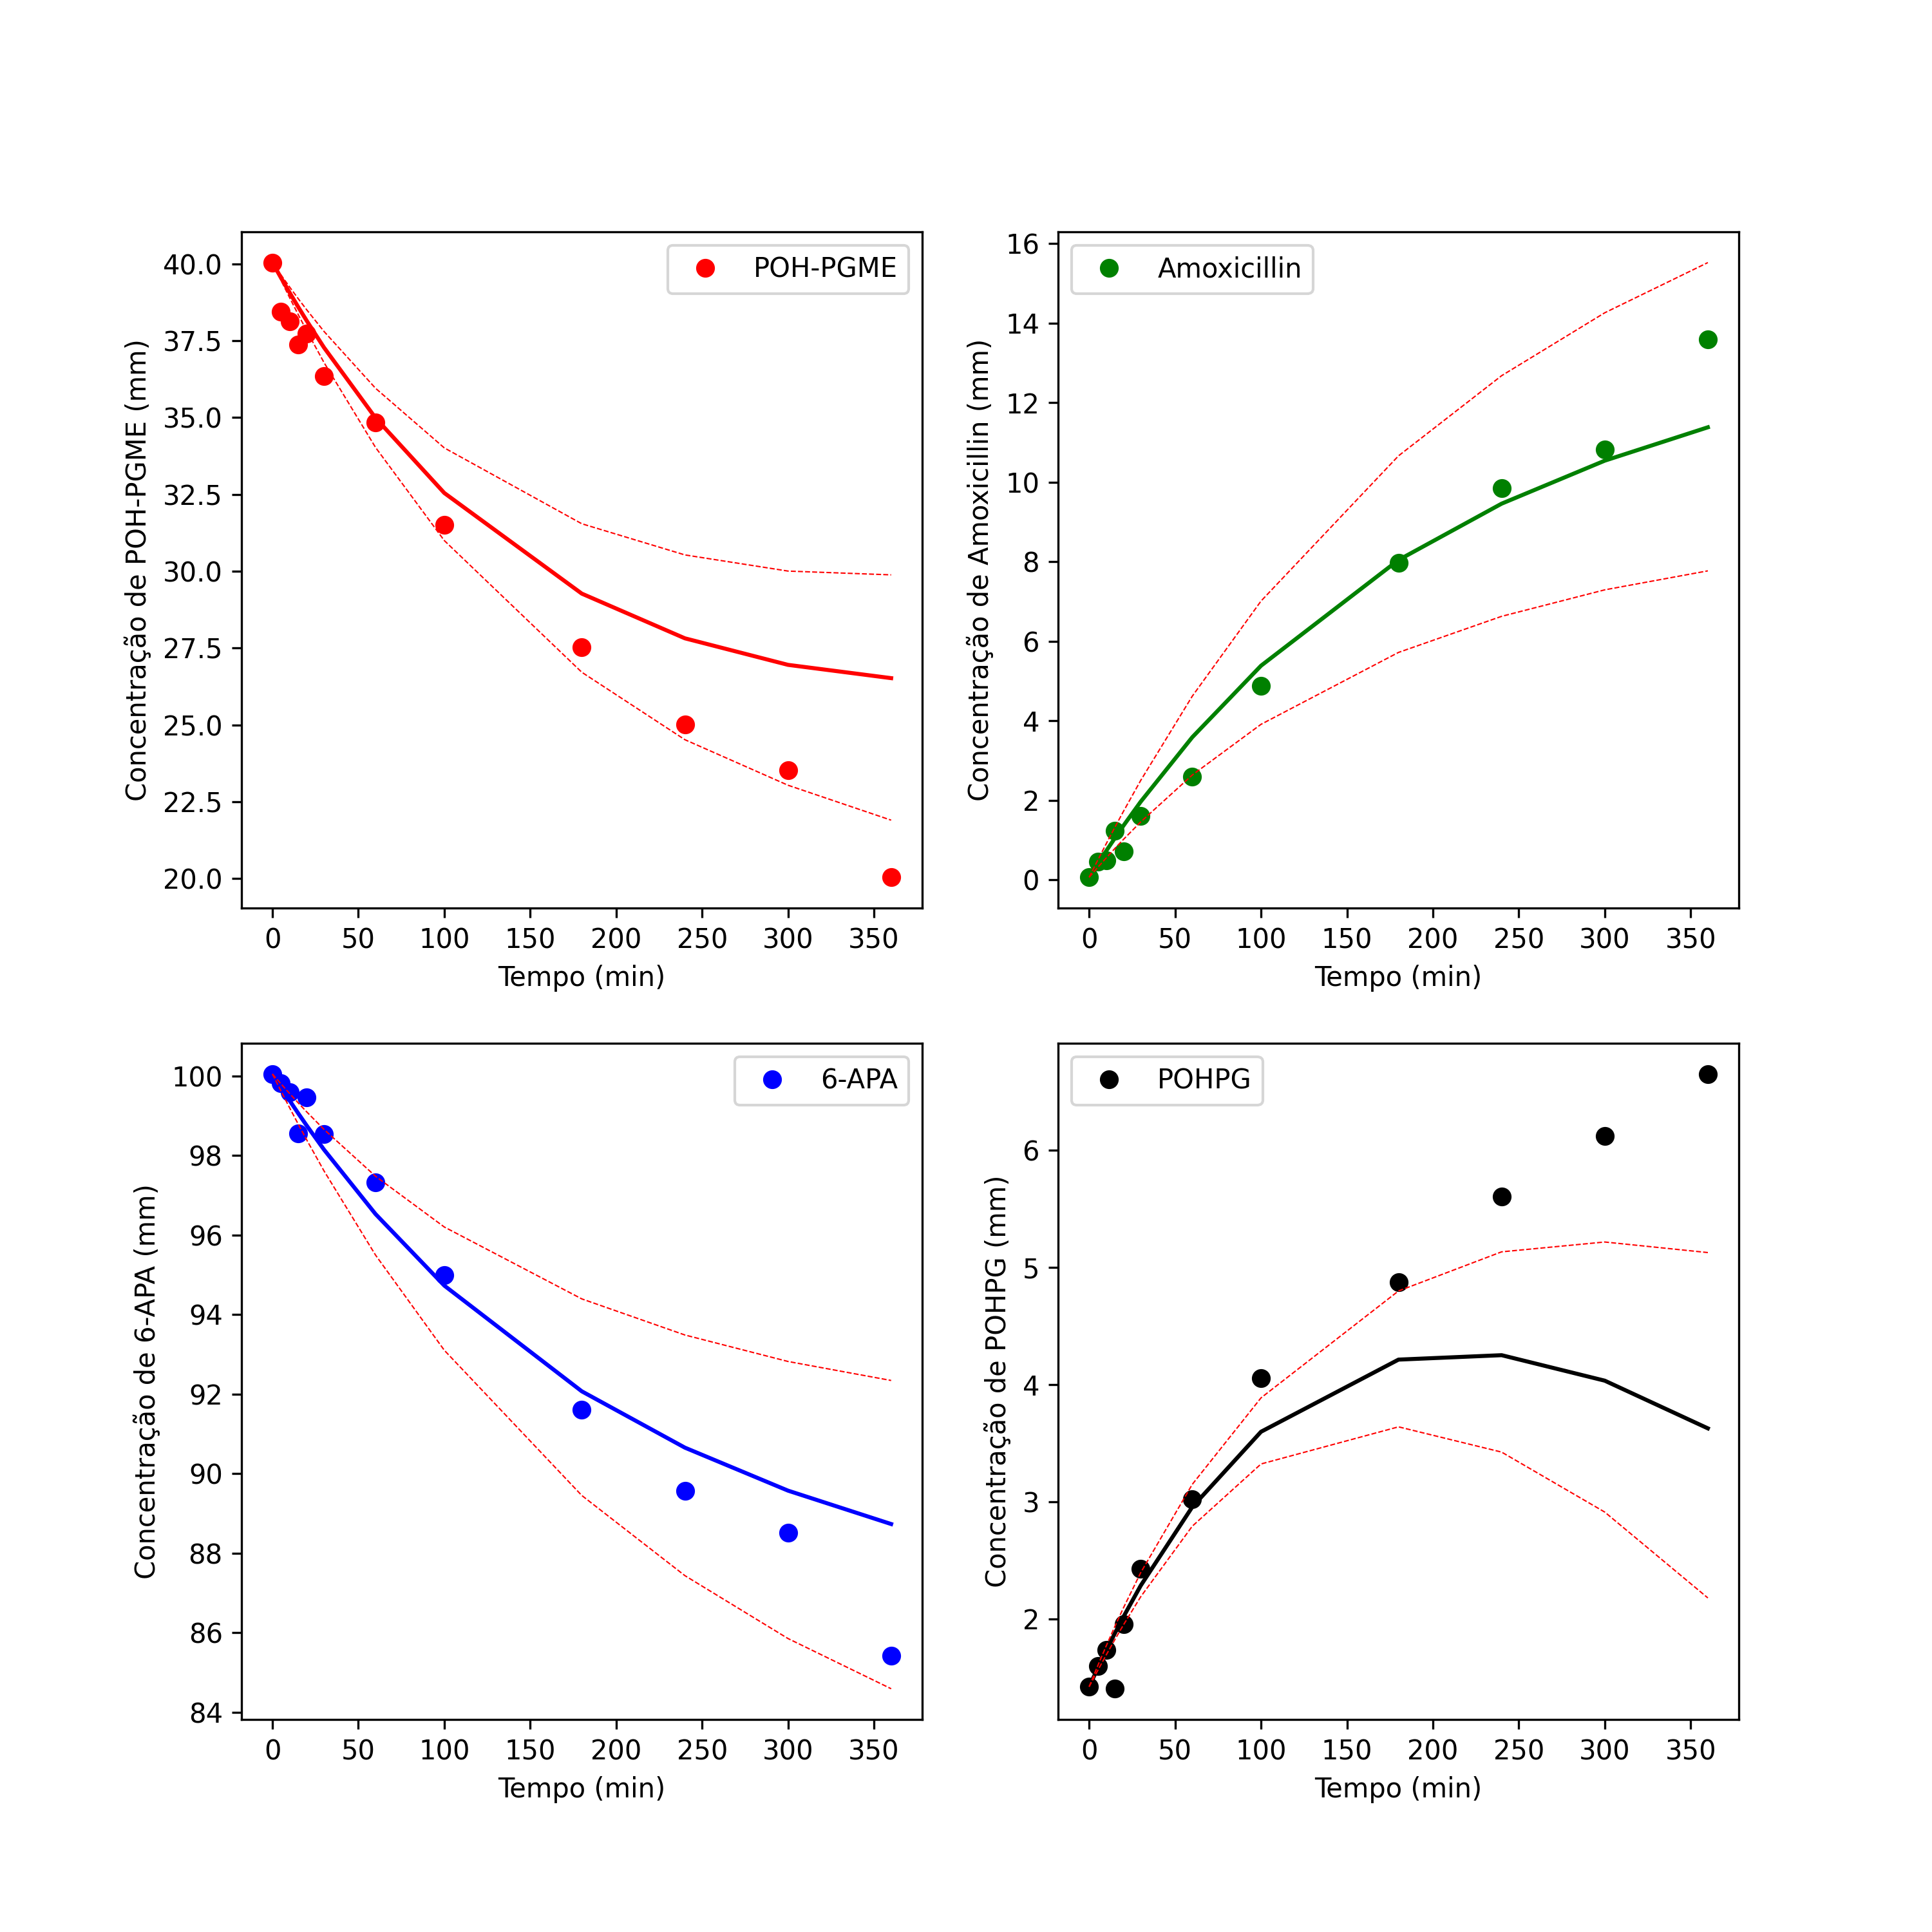 POH-PGME
40.0
37.5
35.0
32.5
30.0
27.5
25.0
22.5
20.0
Concentração de POH-PGME (mm)
0 50 100 150 200 250 300 350
Tempo (min)
Amoxicillin
16
14
12
10
8
6
4
2
0
Concentração de Amoxicillin (mm)
0 50 100 150 200 250 300 350
Tempo (min)
6-APA
100
98
96
94
92
90
88
86
84
Concentração de 6-APA (mm)
0 50 100 150 200 250 300 350
Tempo (min)
POHPG
6
5
4
3
2
Concentração de POHPG (mm)
0 50 100 150 200 250 300 350
Tempo (min)